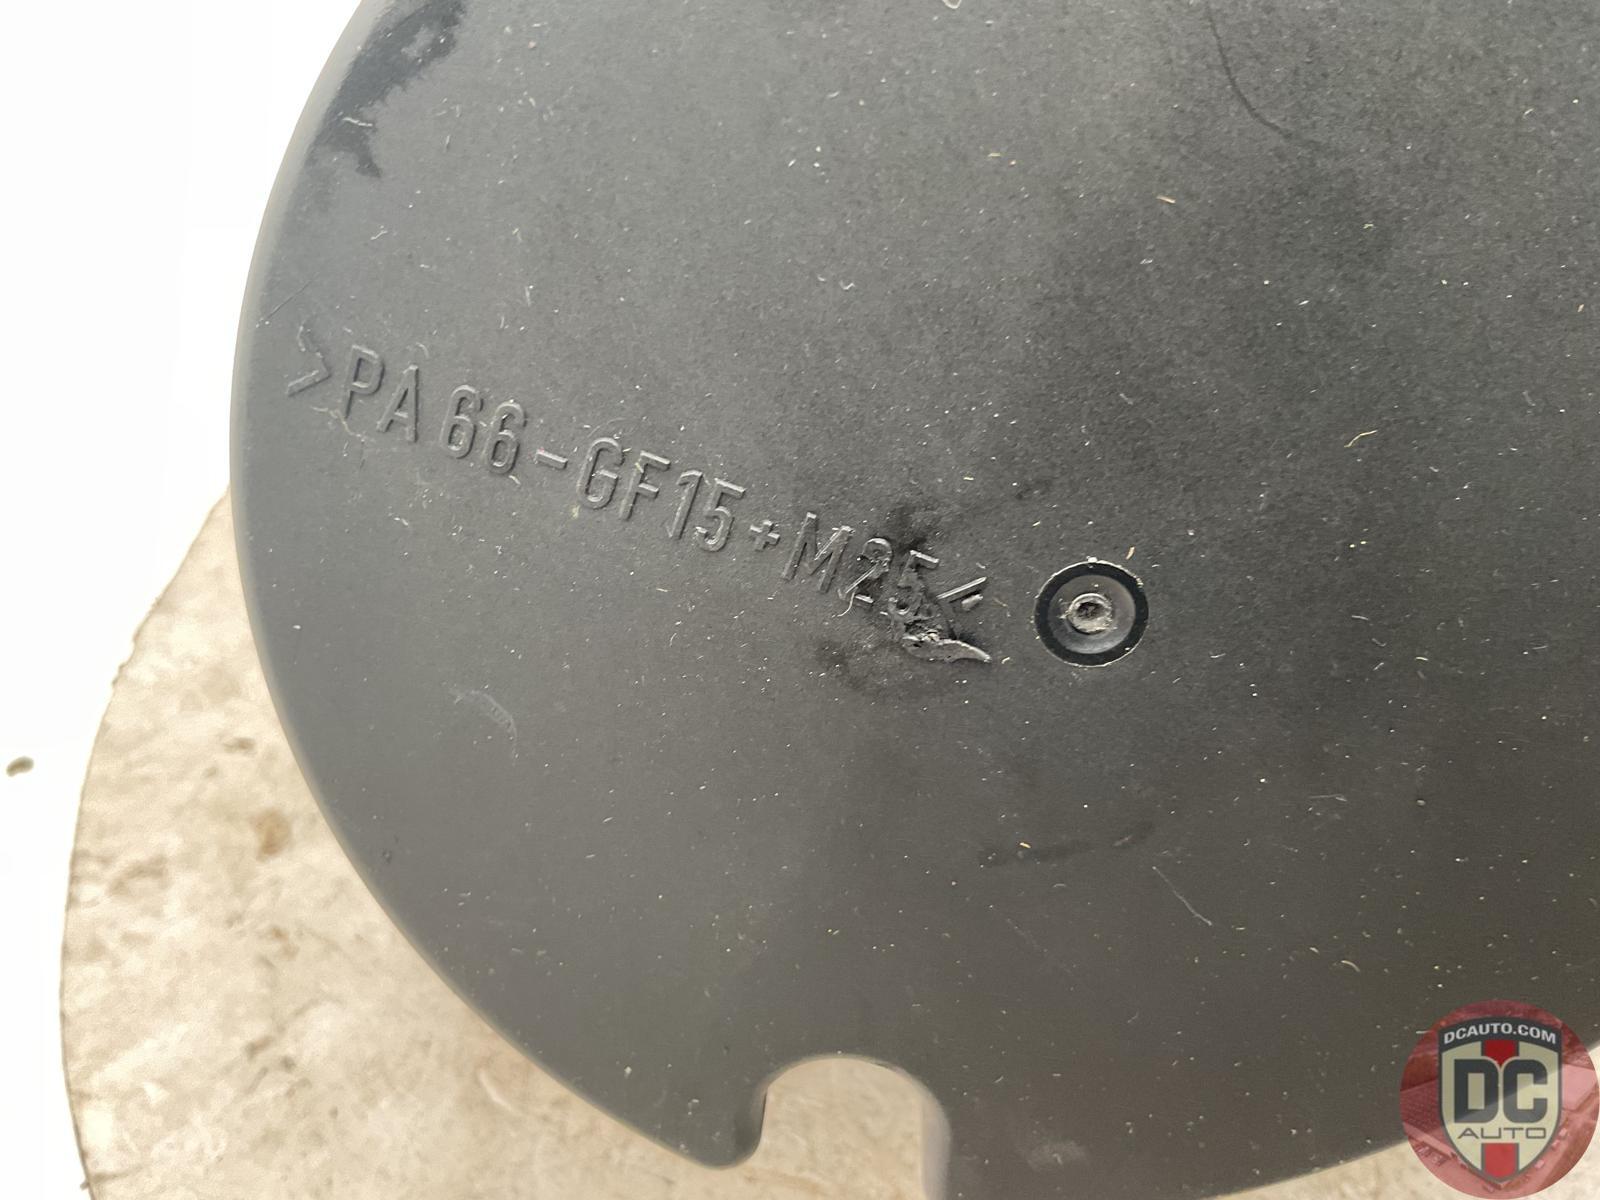 >PA 66-GF15+M25<
DCAUTO.COM
DC
AUTO